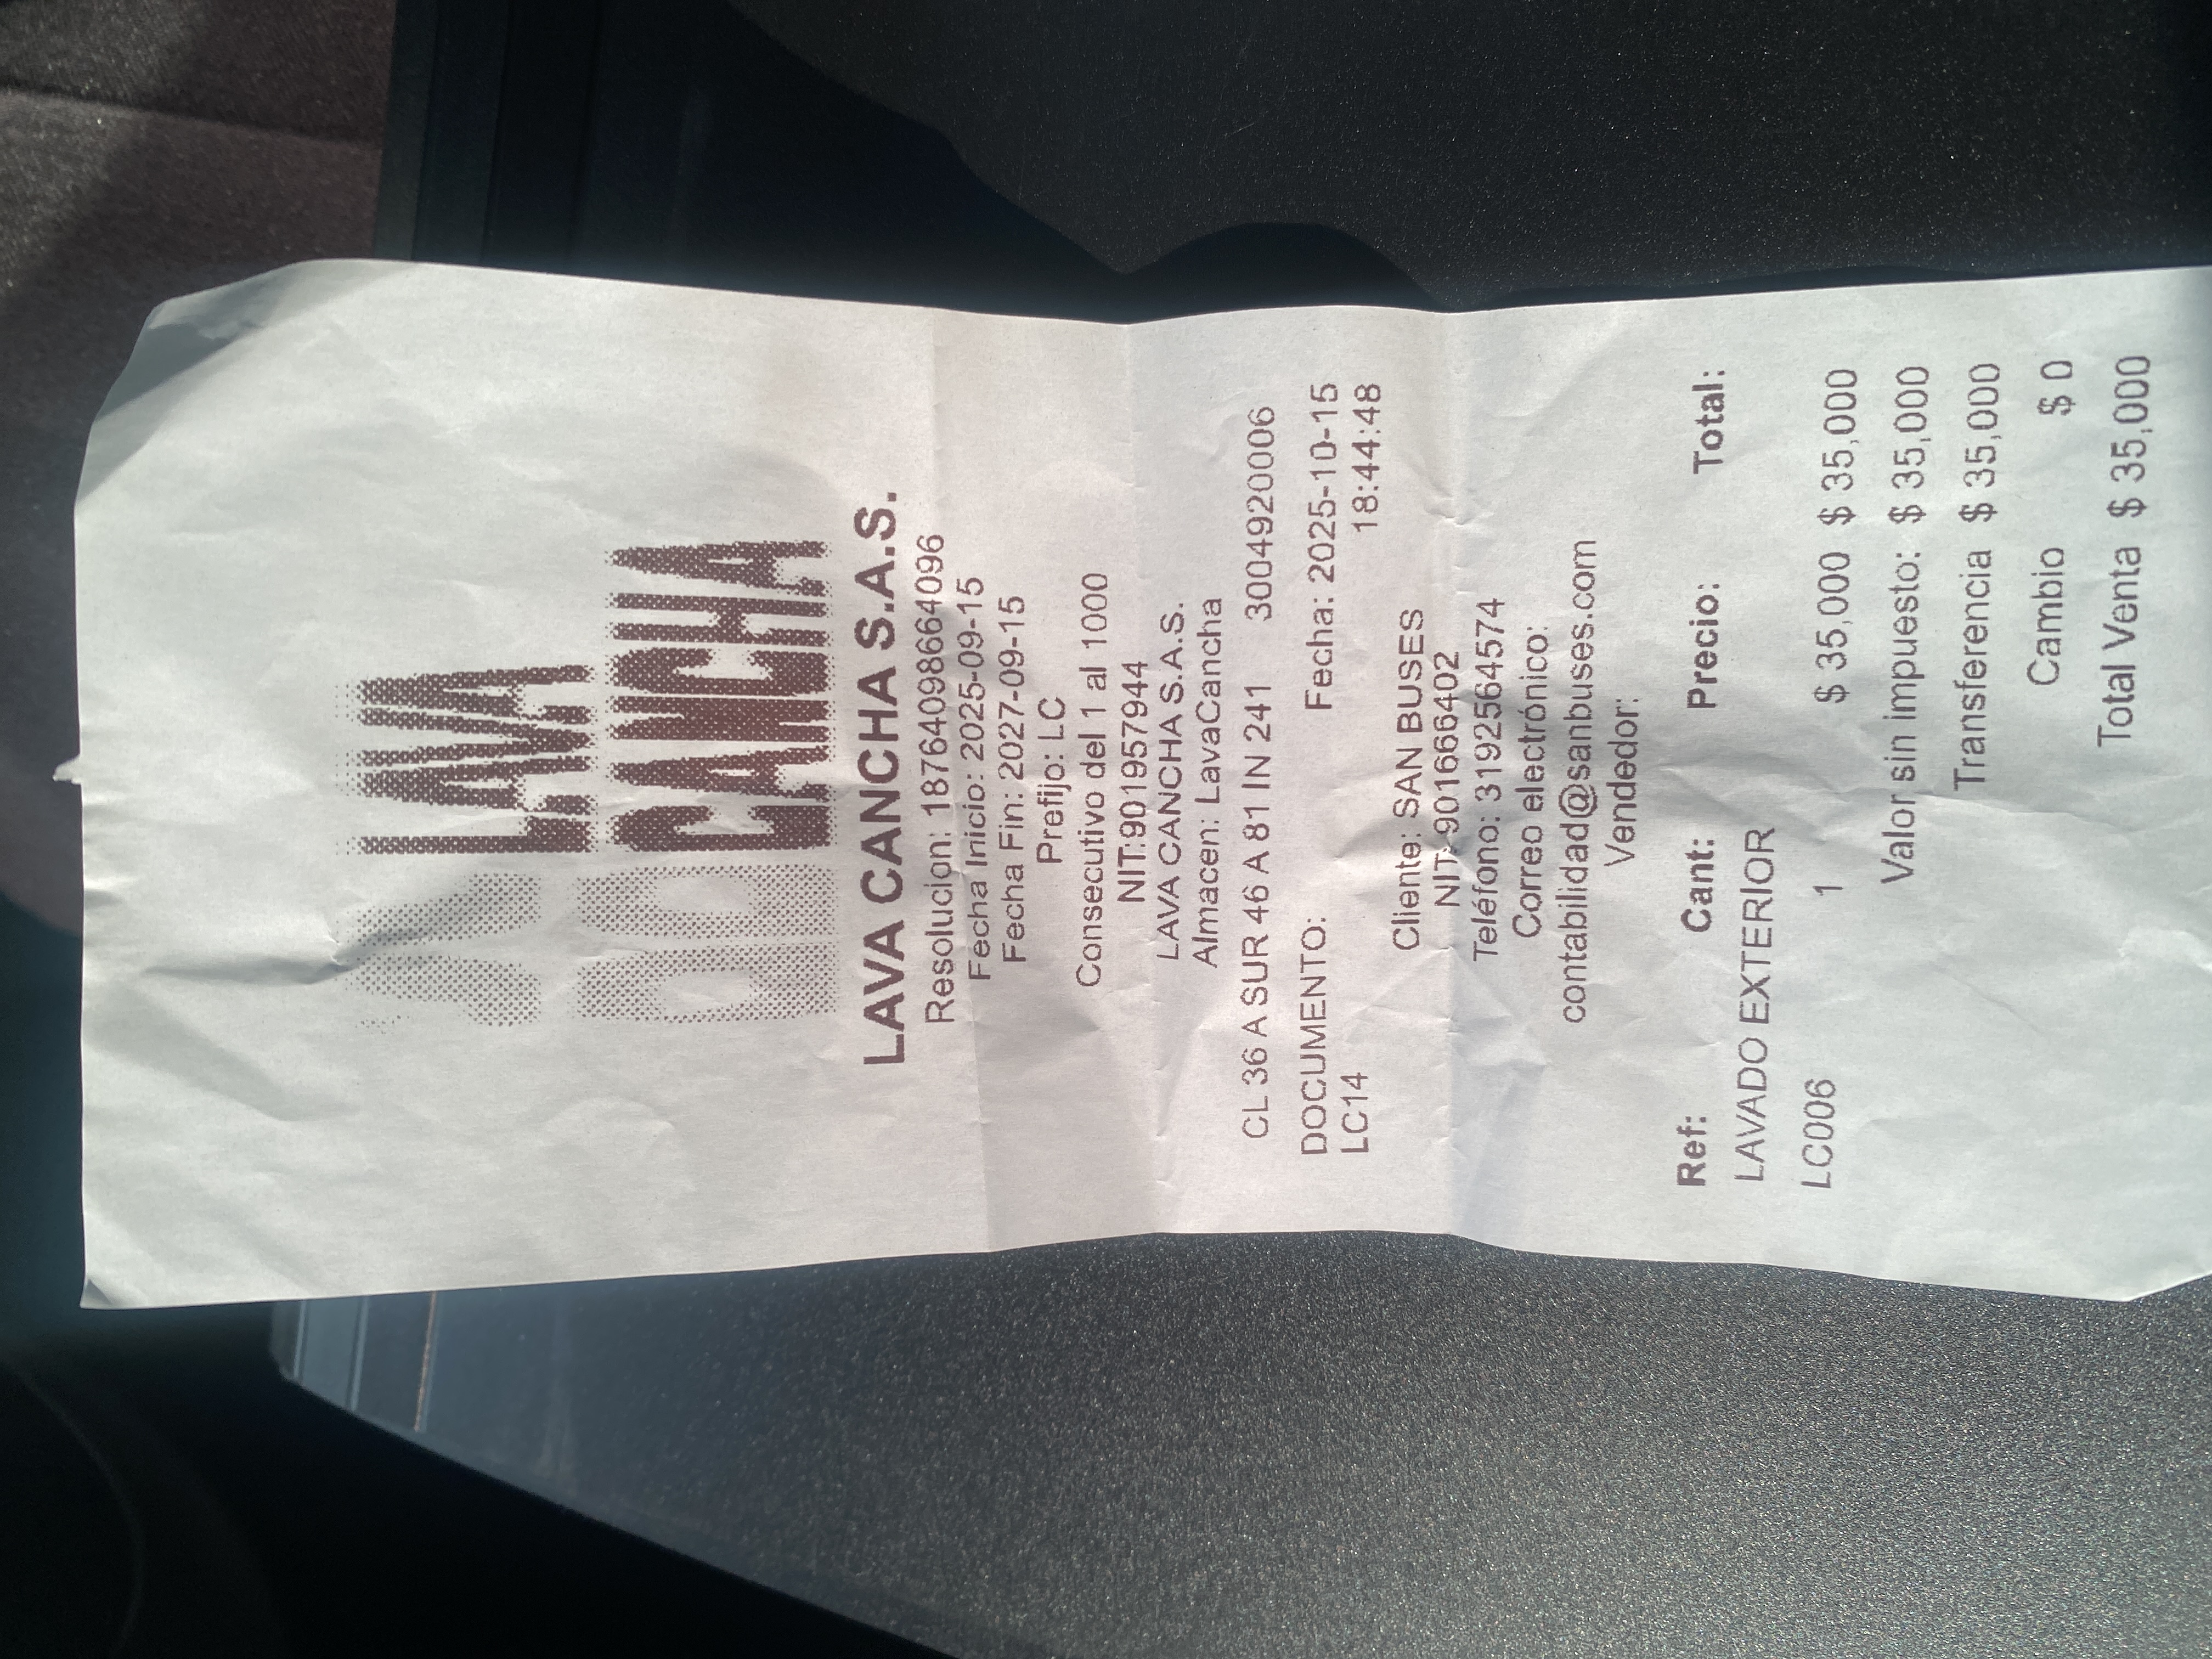 LAVA
CANCHA
LAVA CANCHA S.A.S.
Resolucion: 18764098664096
Fecha Inicio: 2025-09-15
Fecha Fin: 2027-09-15
Prefijo: LC
Consecutivo del 1 al 1000
NIT:901957944
LAVA CANCHA S.A.S.
Almacen: LavaCancha
CL 36 A SUR 46 A 81 IN 241 3004920006
DOCUMENTO: Fecha: 2025-10-15
LC14 18:44:48
Cliente: SAN BUSES
NIT:901666402
Teléfono: 3192564574
Correo electrónico:
contabilidad@sanbuses.com
Vendedor:
Ref: Cant: Precio: Total:
LAVADO EXTERIOR
LC006 1 $ 35,000 $ 35,000
Valor sin impuesto: $ 35,000
Transferencia $ 35,000
Cambio $ 0
Total Venta $ 35,000